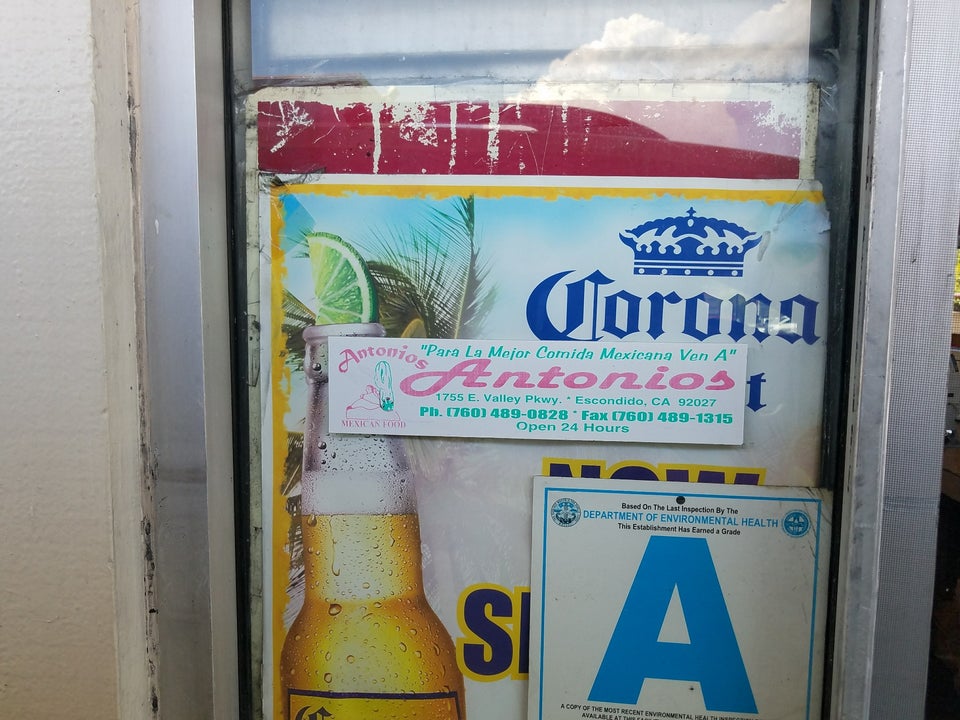 Corona
t
Antonios
MEXICAN FOOD
"Para La Mejor Comida Mexicana Ven A"
Antonios
1755 E. Valley Pkwy. * Escondido, CA 92027
Ph. (760) 489-0828 * Fax (760) 489-1315
Open 24 Hours
NOW
S
Based On The Last Inspection By The
DEPARTMENT OF ENVIRONMENTAL HEALTH
This Establishment Has Earned a Grade
A
A COPY OF THE MOST RECENT ENVIRONMENTAL HEALTH INSPECTION